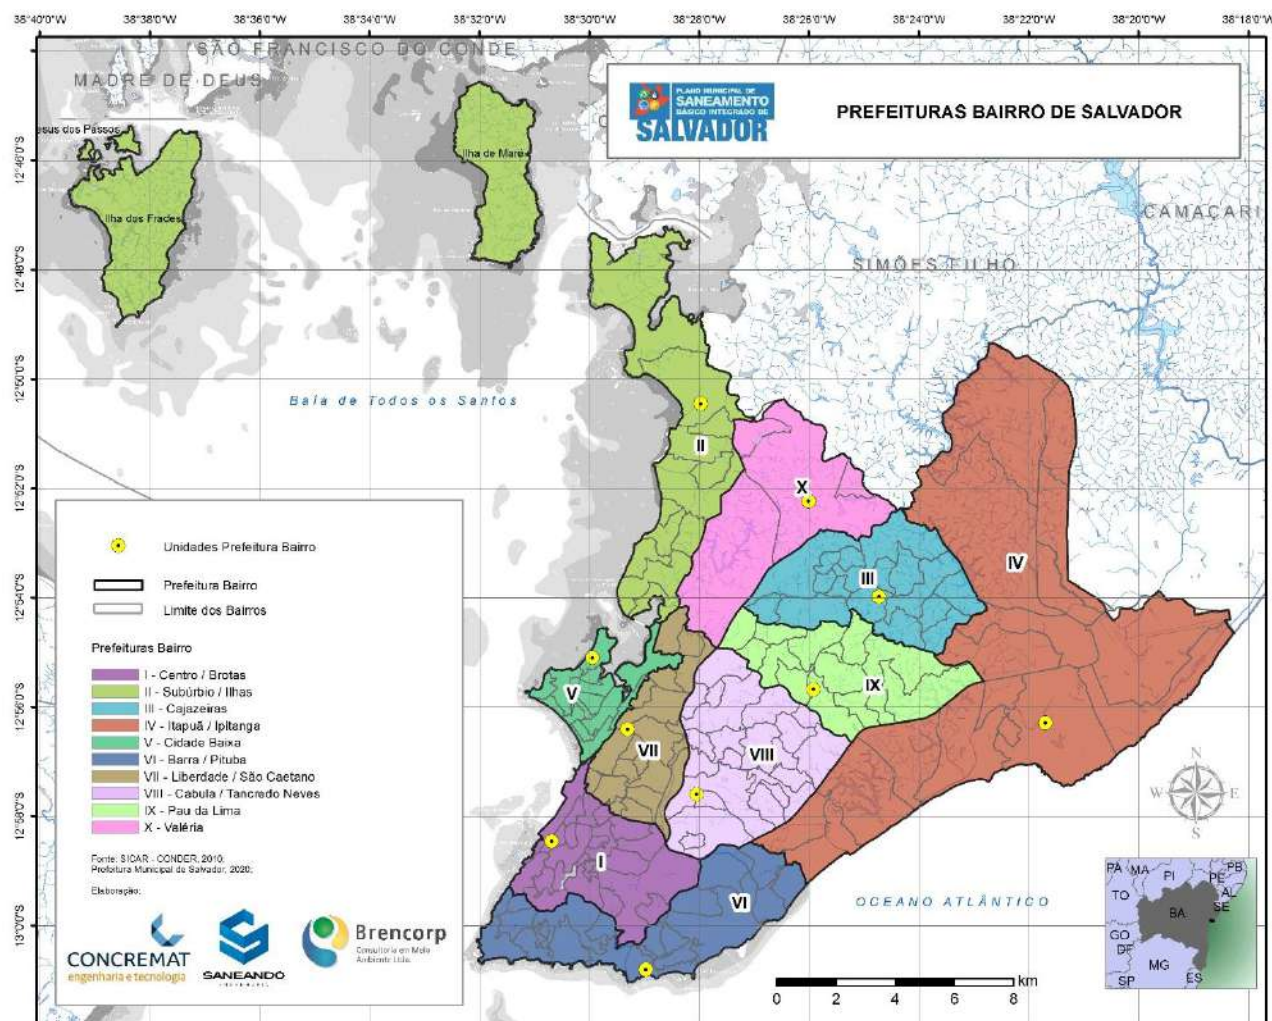 38°40'0"W 38°38'0"W 38°36'0"W 38°34'0"W 38°32'0"W 38°30'0"W 38°28'0"W 38°26'0"W 38°24'0"W 38°22'0"W 38°20'0"W 38°18'0"W
SÃO FRANCISCO DO CONDE
MADRE DE DEUS
PLANO MUNICIPAL DE
SANEAMENTO
BÁSICO INTEGRADO DE
SALVADOR
PREFEITURAS BAIRRO DE SALVADOR
esus dos Passos
Ilha de Maré
Ilha dos Frades
CAMAÇARI
SIMÕES FILHO
12°46'0"S
12°48'0"S
12°50'0"S
12°52'0"S
12°54'0"S
12°56'0"S
12°58'0"S
13°0'0"S
Baía de Todos os Santos
II
X
III
IV
IX
V
VII
VIII
I
VI
Unidades Prefeitura Bairro
Prefeitura Bairro
Limite dos Bairros
Prefeituras Bairro
I - Centro / Brotas
II - Subúrbio / Ilhas
III - Cajazeiras
IV - Itapuã / Ipitanga
V - Cidade Baixa
VI - Barra / Pituba
VII - Liberdade / São Caetano
VIII - Cabula / Tancredo Neves
IX - Pau da Lima
X - Valéria
Fonte: SICAR - CONDER, 2010;
Prefeitura Municipal de Salvador, 2020;
Elaboração:
CONCREMAT
engenharia e tecnologia
SANEANDO
ENGENHARIA
Brencorp
Consultoria em Meio
Ambiente Ltda.
OCEANO ATLÂNTICO
N
W E
S
km
0 2 4 6 8
PA MA PI PE PB
TO AL
SE
BA
GO
DF
MG
SP ES